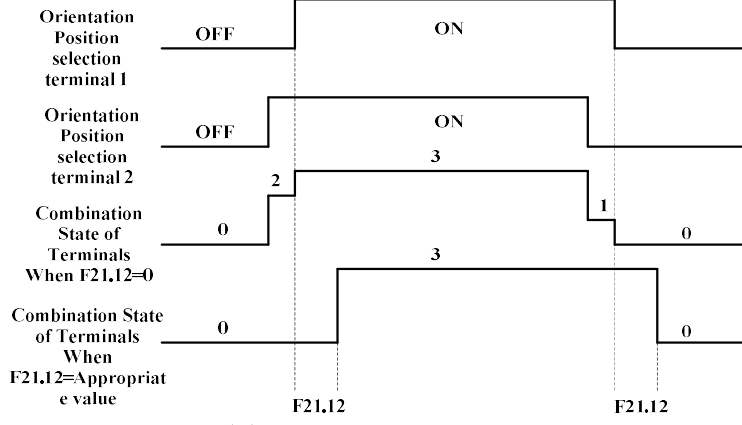 Orientation
Position
selection
terminal 1
OFF
ON
Orientation
Position
selection
terminal 2
OFF
ON
Combination
State of
Terminals
When F21.12=0
0
2
3
1
0
Combination State
of Terminals
When
F21.12=Appropriat
e value
0
3
0
F21.12
F21.12